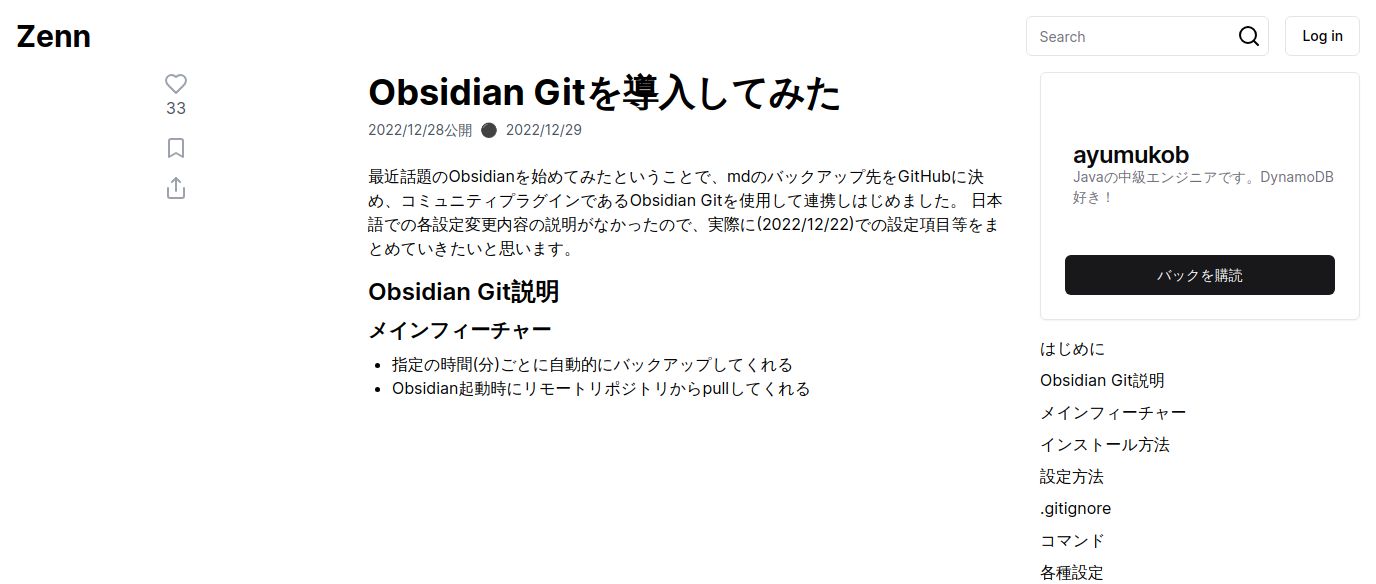 Zenn
Search
Log in
33
Obsidian Gitを導入してみた
2022/12/28公開
2022/12/29
最近話題のObsidianを始めてみたということで、mdのバックアップ先をGitHubに決
め、コミュニティプラグインであるObsidian Gitを使用して連携しはじめました。 日本
語での各設定変更内容の説明がなかったので、実際に(2022/12/22)での設定項目等をま
とめていきたいと思います。
Obsidian Git説明
メインフィーチャー
指定の時間(分)ごとに自動的にバックアップしてくれる
Obsidian起動時にリモートリポジトリからpullしてくれる
ayumukob
Javaの中級エンジニアです。DynamoDB
好き！
バックを購読
はじめに
Obsidian Git説明
メインフィーチャー
インストール方法
設定方法
.gitignore
コマンド
各種設定